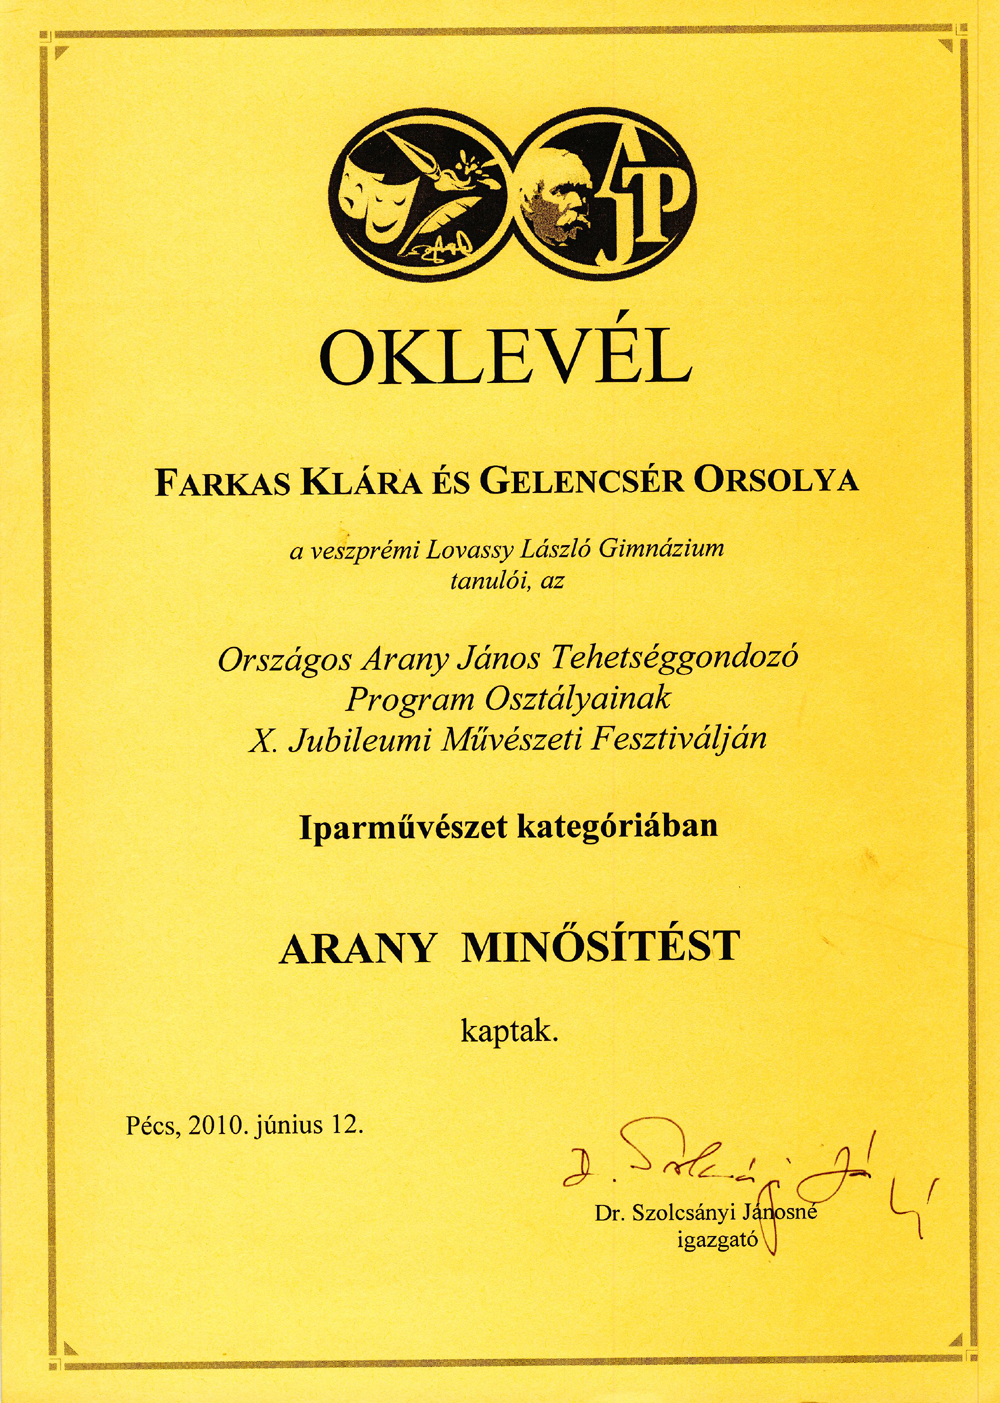 AJP
OKLEVÉL
FARKAS KLÁRA ÉS GELENCSÉR ORSOLYA
a veszprémi Lovassy László Gimnázium
tanulói, az
Országos Arany János Tehetséggondozó
Program Osztályainak
X. Jubileumi Művészeti Fesztiválján
Iparművészet kategóriában
ARANY MINŐSÍTÉST
kaptak.
Pécs, 2010. június 12.
Dr. Szolcsányi Jánosné
igazgató